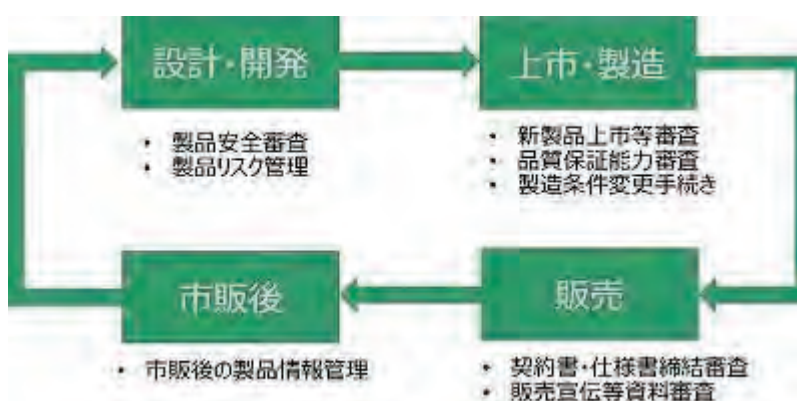 設計・開発
上市・製造
・ 製品安全審査
・ 製品リスク管理
・ 新製品上市等審査
・ 品質保証能力審査
・ 製造条件変更手続き
市販後
販売
・ 市販後の製品情報管理
・ 契約書・仕様書締結審査
・ 販売宣伝等資料審査